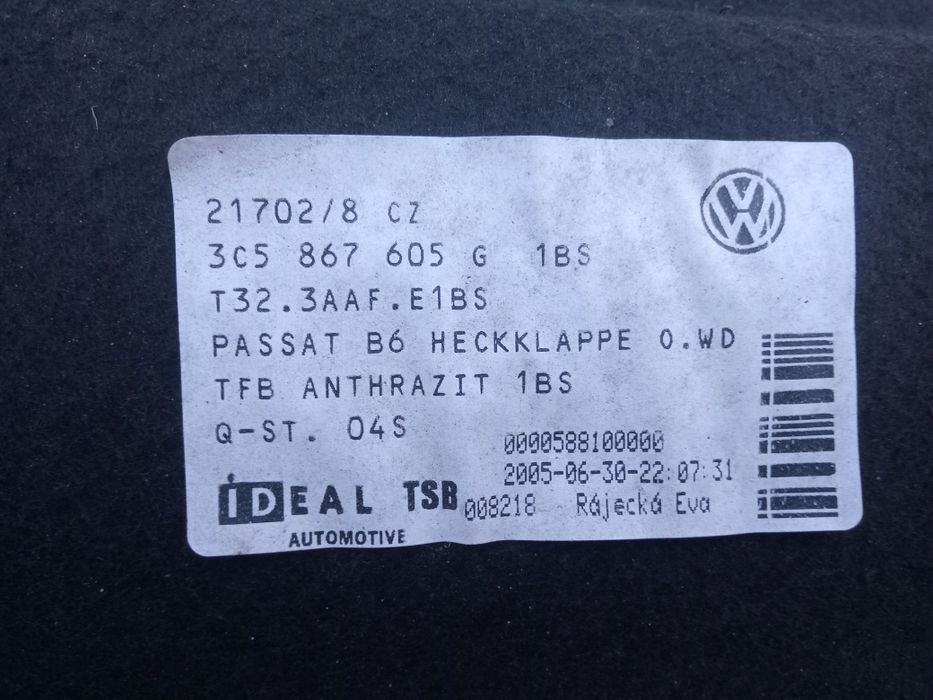 21702/8 CZ
3C5 867 605 G 1BS
T32.3AAF.E1BS
PASSAT B6 HECKKLAPPE O.WD
TFB ANTHRAZIT 1BS
Q-ST. 04S
0000588100000
2005-06-30-22:07:31
IDEAL TSB 008218 Rájecká Eva
AUTOMOTIVE
VW